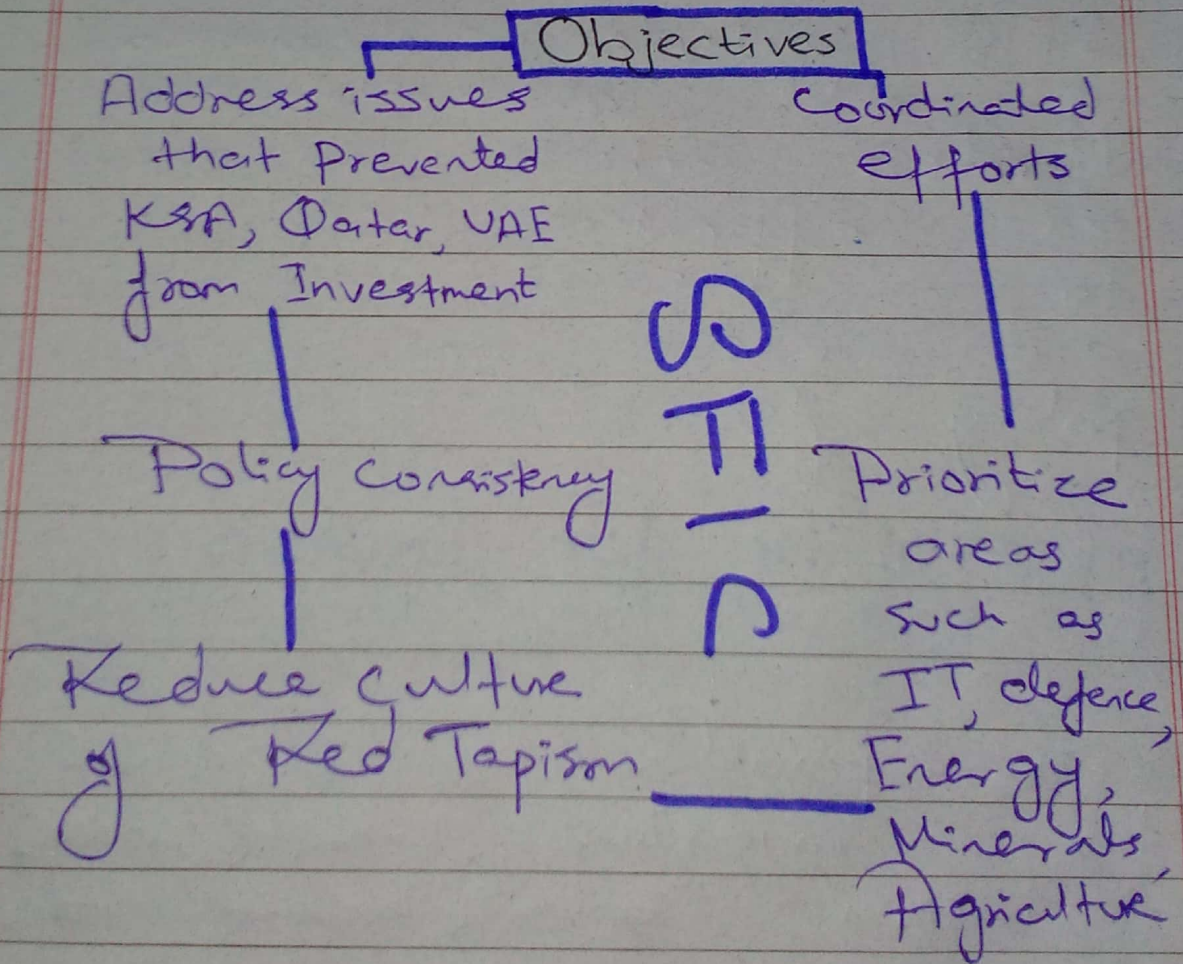 Objectives
Address issues
that Prevented
KSA, Qatar, UAE
from Investment
Policy Consistency
Reduce Culture
of Red Tapism
Coordinated
efforts
Prioritize
areas
such as
IT, defence,
Energy,
Minerals,
Agriculture
SIFC